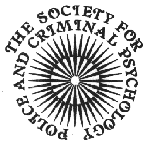 THE SOCIETY FOR
POLICE AND CRIMINAL PSYCHOLOGY